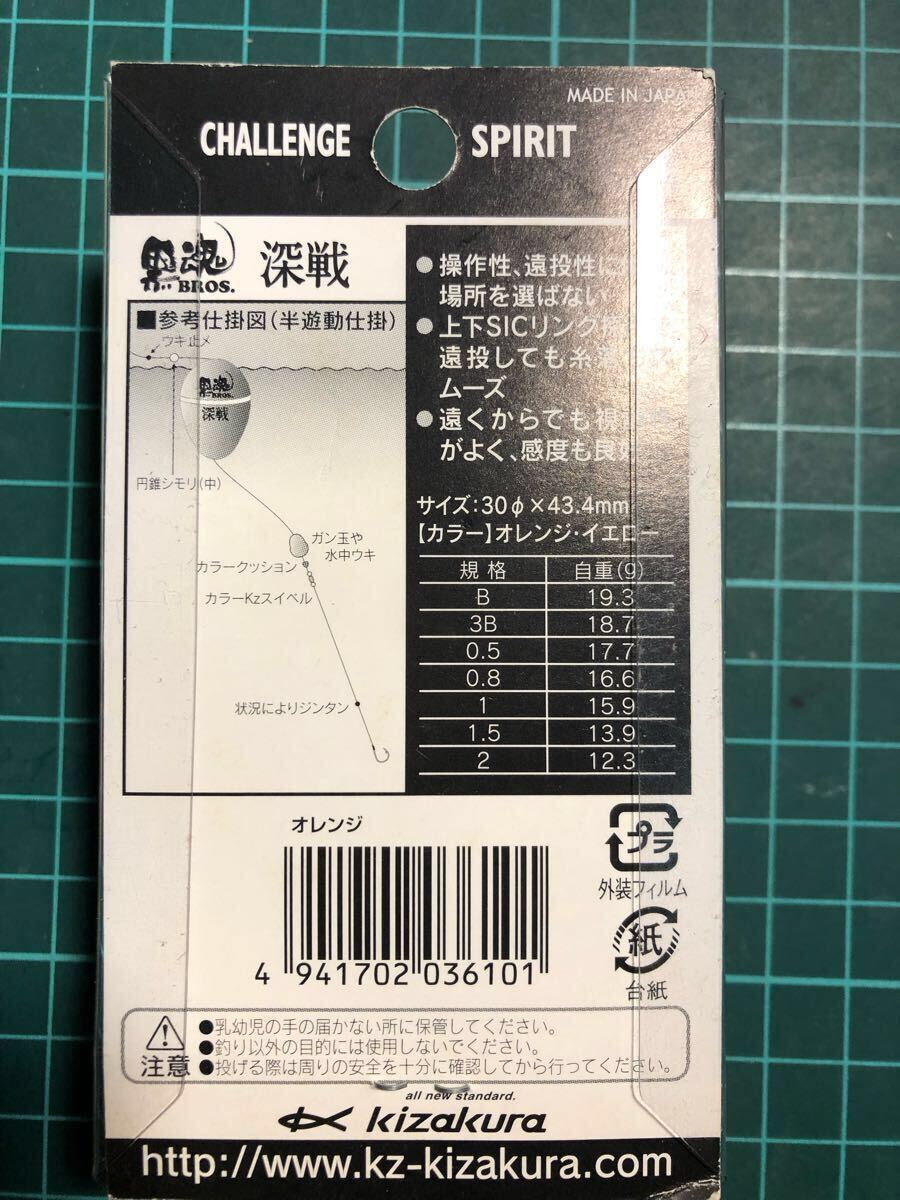 MADE IN JAPAN
CHALLENGE SPIRIT
黒魂 BROS. 深戦
■参考仕掛図(半遊動仕掛)
ウキ止メ
黒魂
BROS.
深戦
円錐シモリ(中)
ガン玉や
水中ウキ
カラークッション
カラーKzスイベル
状況によりジンタン
●操作性、遠投性に
場所を選ばない
●上下SICリング
遠投しても糸
ムーズ
●遠くからでも視
がよく、感度も良
サイズ:30φ×43.4mm
【カラー】オレンジ・イエロー
規格 自重(g)
B 19.3
3B 18.7
0.5 17.7
0.8 16.6
1 15.9
1.5 13.9
2 12.3
オレンジ
4 941702 036101
プラ
外装フィルム
紙
台紙
注意
●乳幼児の手の届かない所に保管してください。
●釣り以外の目的には使用しないでください。
●投げる際は周りの安全を十分に確認してから行ってください。
all new standard.
kizakura
http://www.kz-kizakura.com